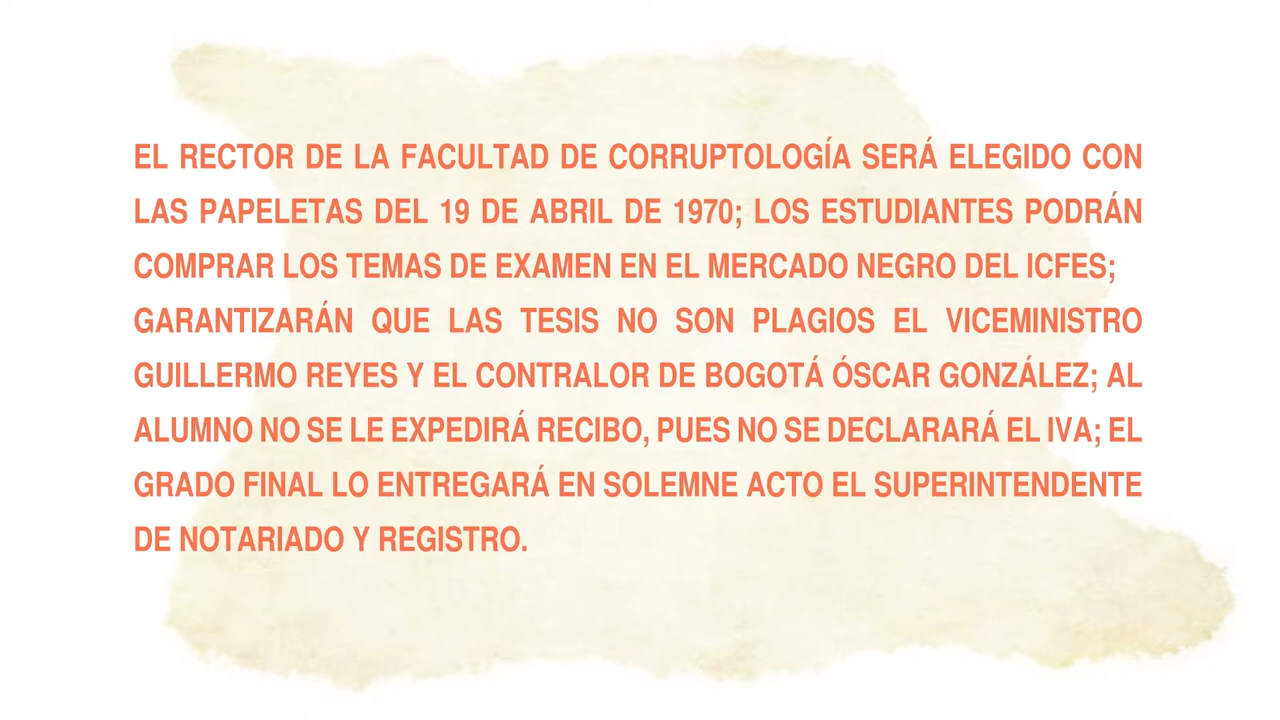 EL RECTOR DE LA FACULTAD DE CORRUPTOLOGÍA SERÁ ELEGIDO CON
LAS PAPELETAS DEL 19 DE ABRIL DE 1970; LOS ESTUDIANTES PODRÁN
COMPRAR LOS TEMAS DE EXAMEN EN EL MERCADO NEGRO DEL ICFES;
GARANTIZARÁN QUE LAS TESIS NO SON PLAGIOS EL VICEMINISTRO
GUILLERMO REYES Y EL CONTRALOR DE BOGOTÁ ÓSCAR GONZÁLEZ; AL
ALUMNO NO SE LE EXPEDIRÁ RECIBO, PUES NO SE DECLARARÁ EL IVA; EL
GRADO FINAL LO ENTREGARÁ EN SOLEMNE ACTO EL SUPERINTENDENTE
DE NOTARIADO Y REGISTRO.